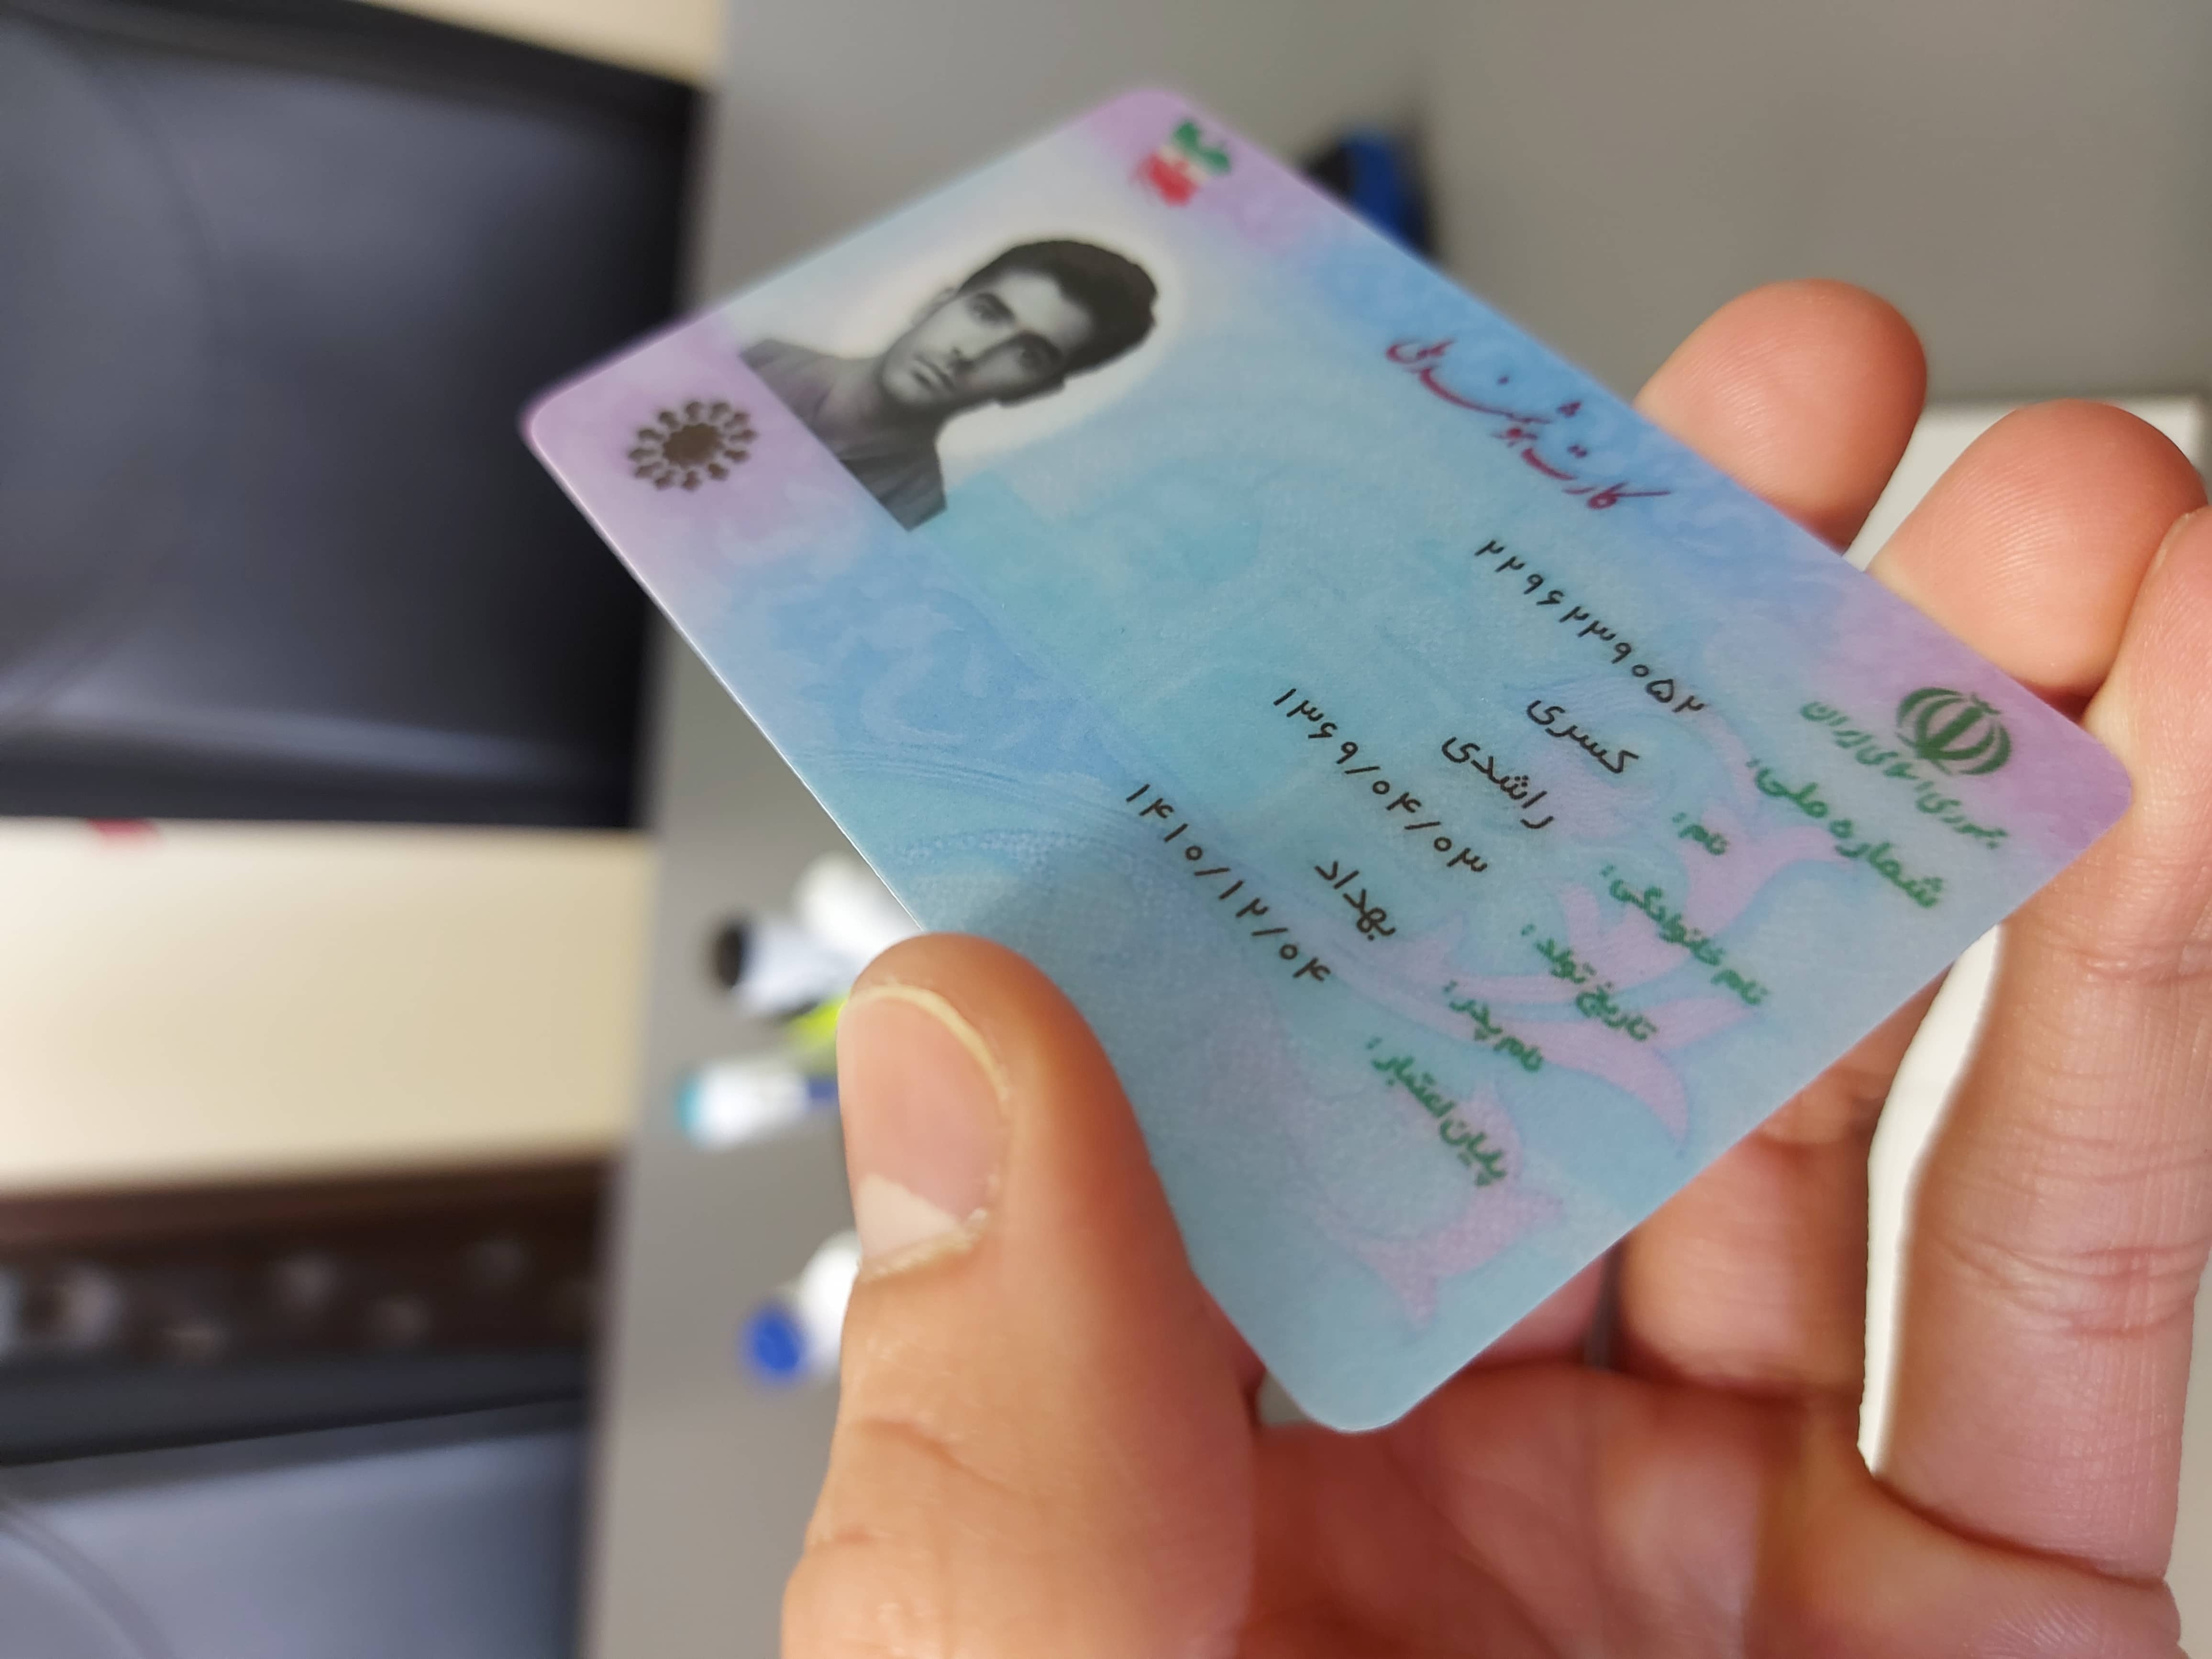 کارت هوشمند ملی
جمهوری اسلامی ایران
شماره ملی: ۲۲۹۶۲۳۹۰۵۲
نام: کسری
نام خانوادگی: راشدی
تاریخ تولد: ۱۳۶۹/۰۴/۰۳
نام پدر: بهداد
پایان اعتبار: ۱۴۱۰/۱۲/۰۴